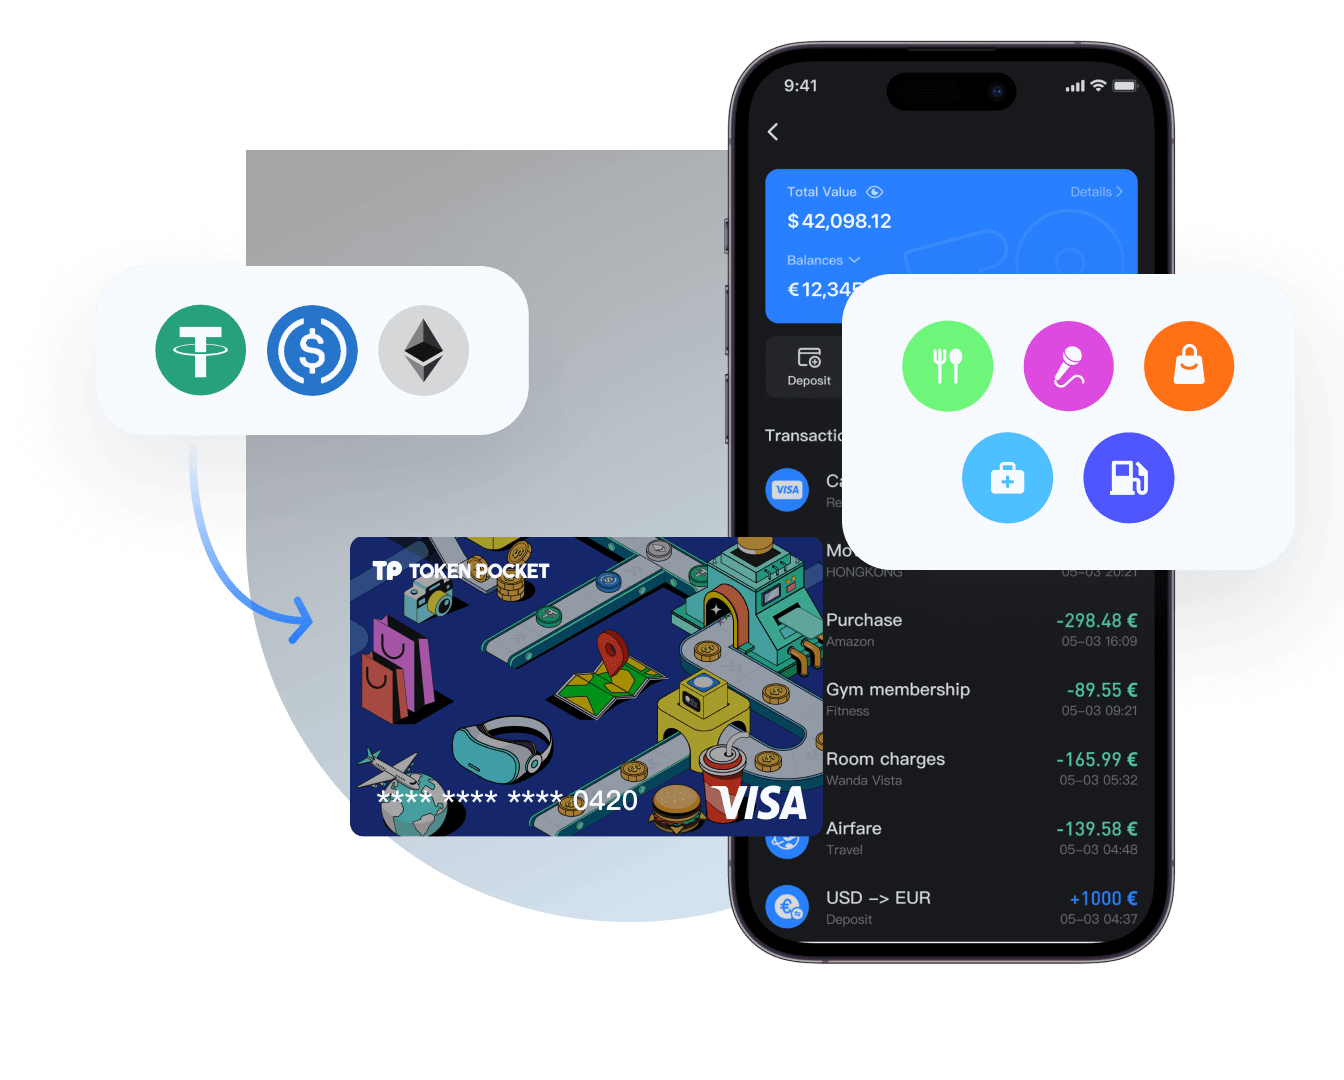 9:41
Total Value
Details >
$42,098.12
Balances
€12,345
Deposit
Transactic
VISA
Ca
Re
Mo
HONGKONG
05-03 20:21
TP TOKEN POCKET
Purchase
-298.48 €
Amazon
05-03 16:09
Gym membership
-89.55 €
Fitness
05-03 09:21
Room charges
-165.99 €
Wanda Vista
05-03 05:32
**** **** **** 0420
VISA
Airfare
-139.58 €
Travel
05-03 04:48
USD -> EUR
+1000 €
Deposit
05-03 04:37